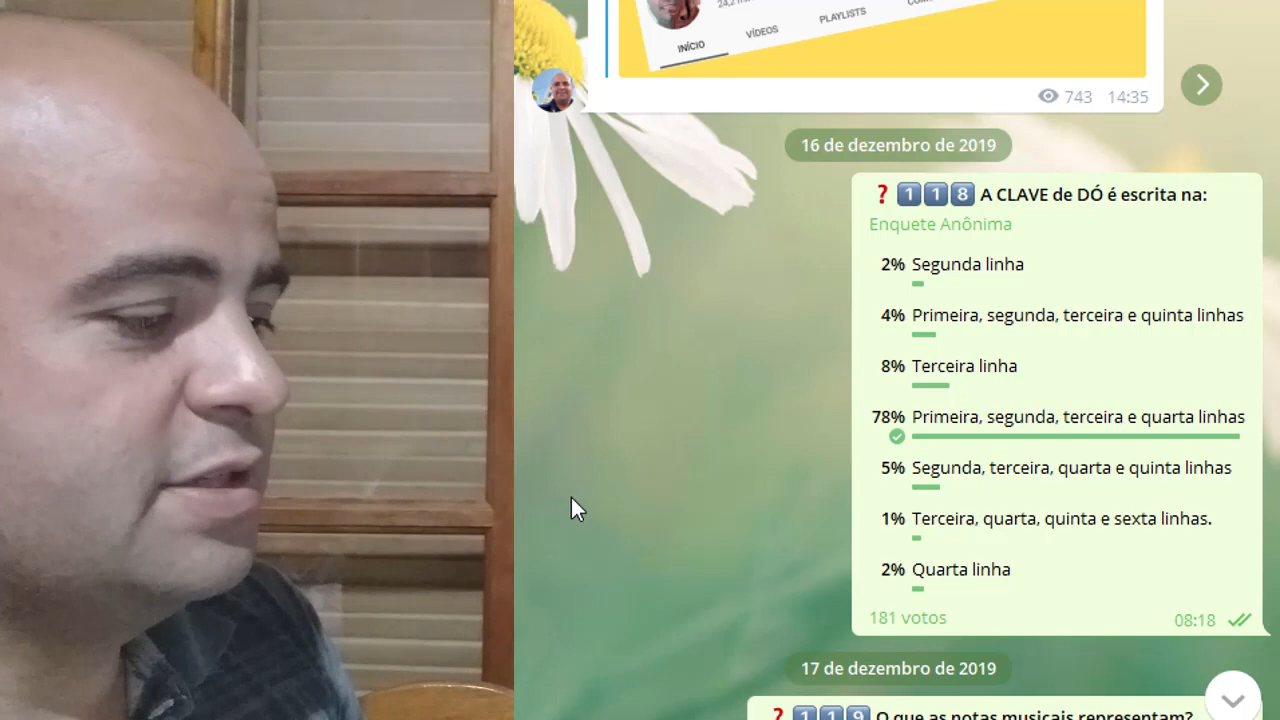 INÍCIO VÍDEOS PLAYLISTS
743 14:35
16 de dezembro de 2019
❓ 1️⃣1️⃣8️⃣ A CLAVE de DÓ é escrita na:
Enquete Anônima
2% Segunda linha
4% Primeira, segunda, terceira e quinta linhas
8% Terceira linha
78% Primeira, segunda, terceira e quarta linhas
5% Segunda, terceira, quarta e quinta linhas
1% Terceira, quarta, quinta e sexta linhas.
2% Quarta linha
181 votos 08:18
17 de dezembro de 2019
❓ 1️⃣1️⃣9️⃣ O que as notas musicais representam?